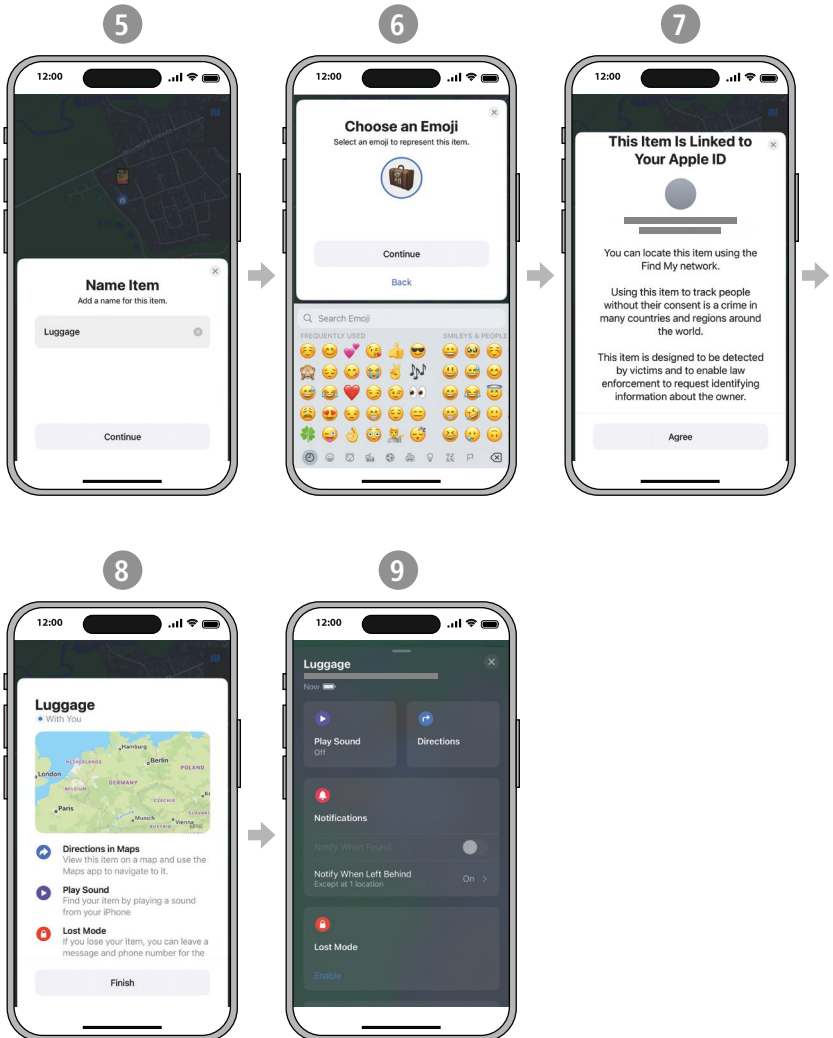 5
6
7
12:00
Name Item
Add a name for this item.
Luggage
Continue
12:00
Choose an Emoji
Select an emoji to represent this item.
Continue
Back
Search Emoji
FREQUENTLY USED
SMILEYS & PEOPLE
12:00
This Item Is Linked to
Your Apple ID
You can locate this item using the
Find My network.
Using this item to track people
without their consent is a crime in
many countries and regions around
the world.
This item is designed to be detected
by victims and to enable law
enforcement to request identifying
information about the owner.
Agree
8
9
12:00
Luggage
With You
Hamburg
NETHERLANDS
Berlin
POLAND
London
GERMANY
BELGIUM
CZECHIA
Paris
Munich
Vienna
AUSTRIA
Directions in Maps
View this item on a map and use the
Maps app to navigate to it.
Play Sound
Find your item by playing a sound
from your iPhone
Lost Mode
If you lose your item, you can leave a
message and phone number for the
Finish
12:00
Luggage
Now
Play Sound
Off
Directions
Notifications
Notify When Found
Notify When Left Behind
Except at 1 location
On
Lost Mode
Enable